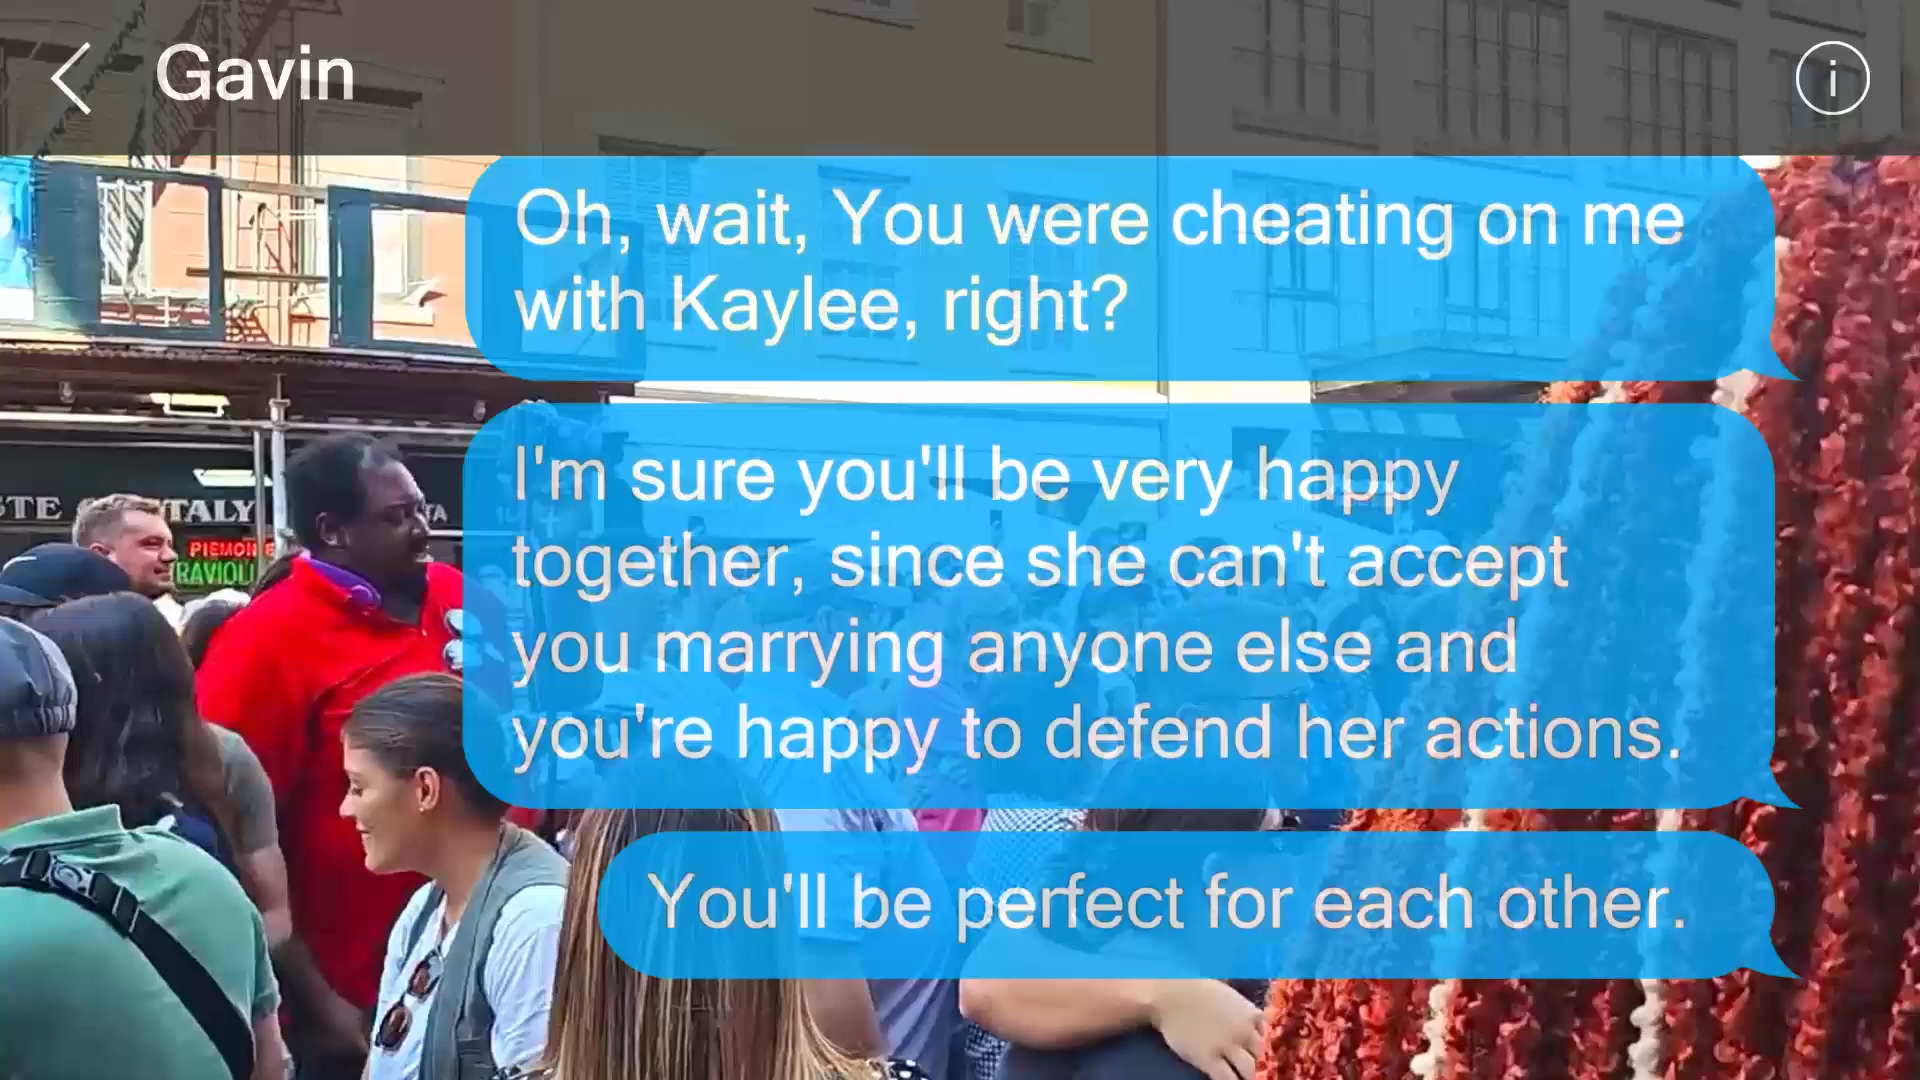 Gavin
i
Oh, wait, You were cheating on me
with Kaylee, right?
I'm sure you'll be very happy
together, since she can't accept
you marrying anyone else and
you're happy to defend her actions.
You'll be perfect for each other.
PIEMONTE
RAVIOLI